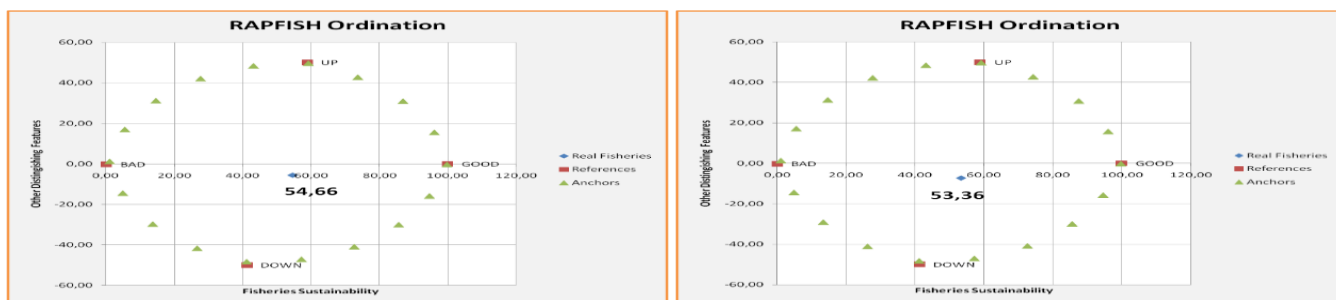 RAPFISH Ordination
60,00
40,00
20,00
0,00
-20,00
-40,00
-60,00
0,00 20,00 40,00 60,00 80,00 100,00 120,00
Other Distingishing Features
Fisheries Sustainability
UP
BAD
GOOD
DOWN
54,66
Real Fisheries
References
Anchors
RAPFISH Ordination
60,00
40,00
20,00
0,00
-20,00
-40,00
-60,00
0,00 20,00 40,00 60,00 80,00 100,00 120,00
Other Distingishing Features
Fisheries Sustainability
UP
BAD
GOOD
DOWN
53,36
Real Fisheries
References
Anchors